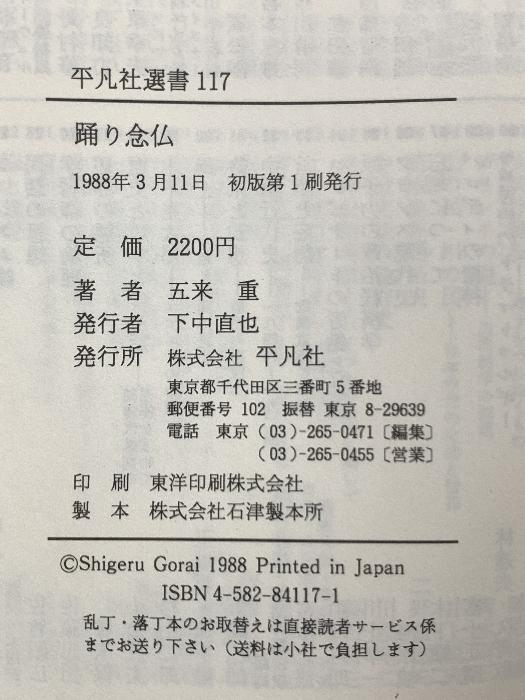 平凡社選書 117
踊り念仏
1988年3月11日 初版第1刷発行
定 価 2200円
著 者 五来 重
発行者 下中直也
発行所 株式会社 平凡社
東京都千代田区三番町5番地
郵便番号 102 振替 東京 8-29639
電話 東京 (03)-265-0471〔編集〕
(03)-265-0455〔営業〕
印 刷 東洋印刷株式会社
製 本 株式会社石津製本所
©Shigeru Gorai 1988 Printed in Japan
ISBN 4-582-84117-1
乱丁・落丁本のお取替えは直接読者サービス係
までお送り下さい(送料は小社で負担します)